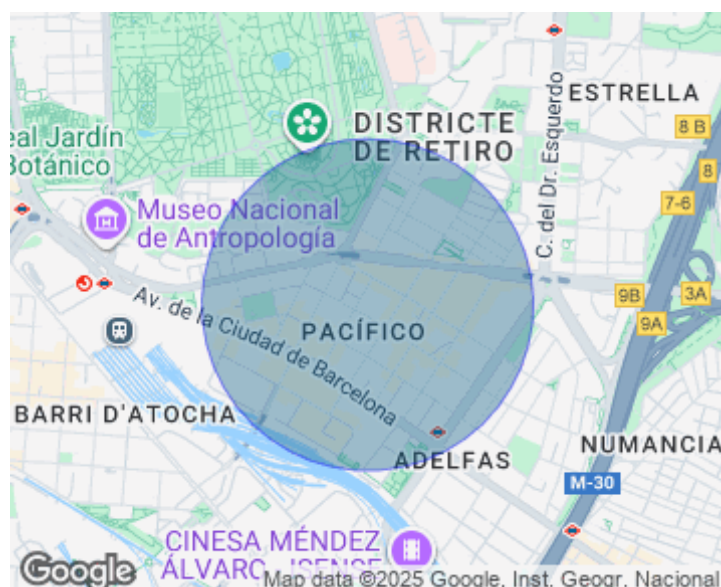 ESTRELLA
C. del Dr. Esquerdo
DISTRICTE
DE RETIRO
eal Jardín
Botánico
8 B
8
7-6
Museo Nacional
de Antropología
9B
3A
9A
Av. de la Ciudad de Barcelona
PACÍFICO
BARRI D'ATOCHA
NUMANCIA
ADELFAS
M-30
CINESA MÉNDEZ
ÁLVARO
Google
Map data ©2025 Google, Inst. Geogr. Nacional